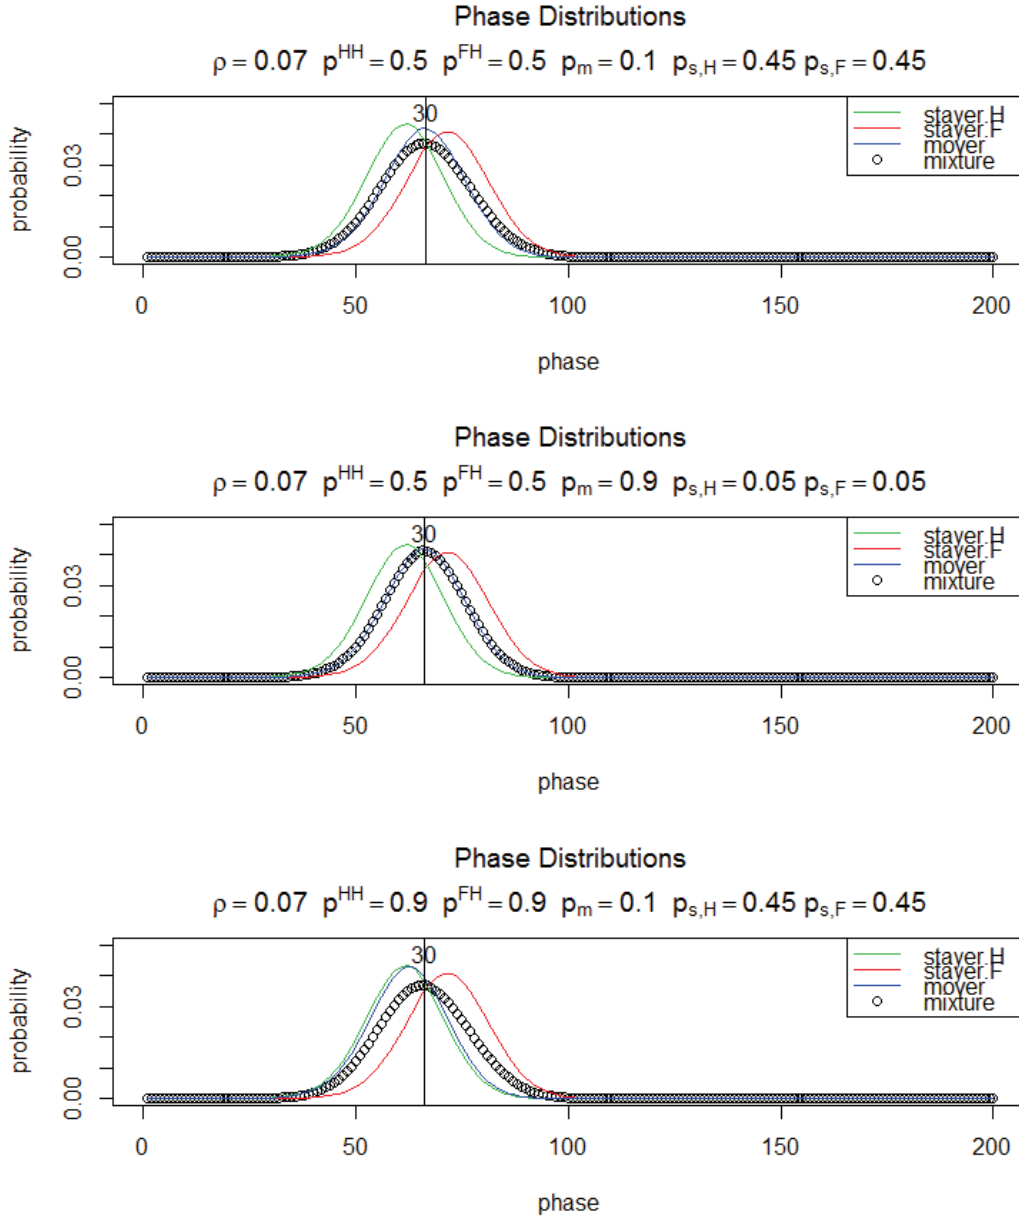 Phase Distributions
ρ = 0.07 p^HH = 0.5 p^FH = 0.5 p_m = 0.1 p_s,H = 0.45 p_s,F = 0.45
30
stayer.H
stayer.F
mover
mixture
probability
0.00
0.03
0 50 100 150 200
phase
Phase Distributions
ρ = 0.07 p^HH = 0.5 p^FH = 0.5 p_m = 0.9 p_s,H = 0.05 p_s,F = 0.05
30
stayer.H
stayer.F
mover
mixture
probability
0.00
0.03
0 50 100 150 200
phase
Phase Distributions
ρ = 0.07 p^HH = 0.9 p^FH = 0.9 p_m = 0.1 p_s,H = 0.45 p_s,F = 0.45
30
stayer.H
stayer.F
mover
mixture
probability
0.00
0.03
0 50 100 150 200
phase